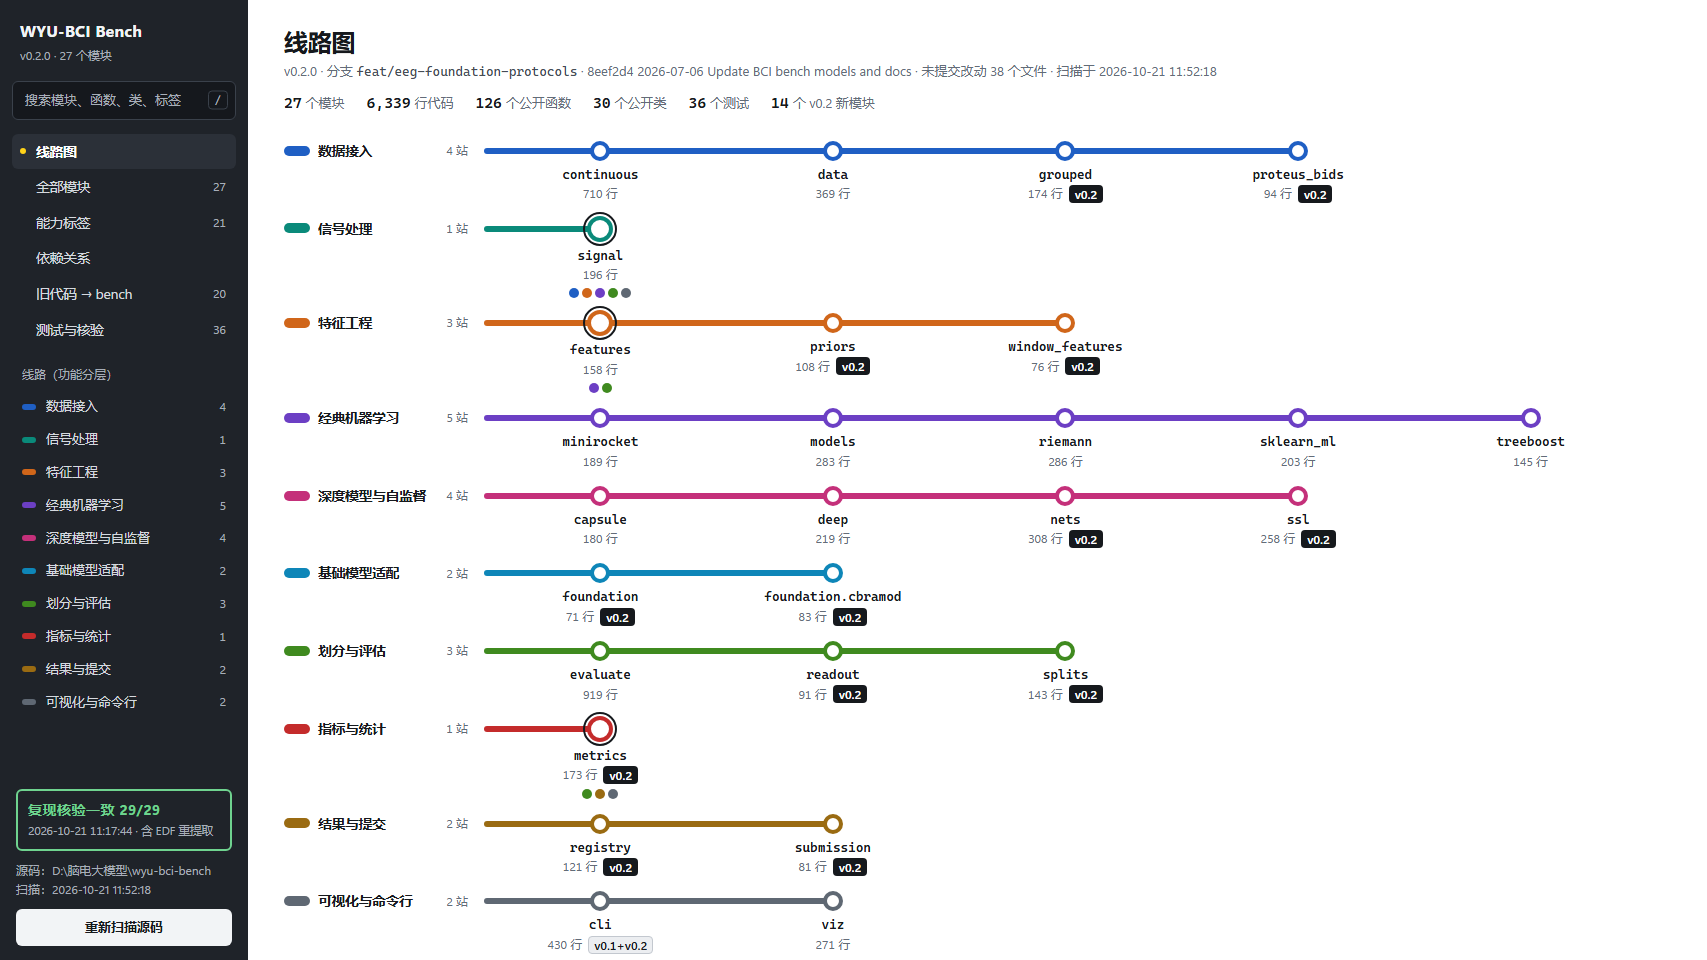 WYU-BCI Bench
v0.2.0 · 27 个模块
搜索模块、函数、类、标签 /
线路图
全部模块 27
能力标签 21
依赖关系
旧代码 → bench 20
测试与核验 36
线路（功能分层）
数据接入 4
信号处理 1
特征工程 3
经典机器学习 5
深度模型与自监督 4
基础模型适配 2
划分与评估 3
指标与统计 1
结果与提交 2
可视化与命令行 2
复现核验一致 29/29
2026-10-21 11:17:44 · 含 EDF 重提取
源码：D:\脑电大模型\wyu-bci-bench
扫描：2026-10-21 11:52:18
重新扫描源码
线路图
v0.2.0 · 分支 feat/eeg-foundation-protocols · 8eef2d4 2026-07-06 Update BCI bench models and docs · 未提交改动 38 个文件 · 扫描于 2026-10-21 11:52:18
27 个模块 6,339 行代码 126 个公开函数 30 个公开类 36 个测试 14 个 v0.2 新模块
数据接入 4 站
continuous data grouped proteus_bids
710 行 369 行 174 行 v0.2 94 行 v0.2
信号处理 1 站
signal
196 行
特征工程 3 站
features priors window_features
158 行 108 行 v0.2 76 行 v0.2
经典机器学习 5 站
minirocket models riemann sklearn_ml treeboost
189 行 283 行 286 行 203 行 145 行
深度模型与自监督 4 站
capsule deep nets ssl
180 行 219 行 308 行 v0.2 258 行 v0.2
基础模型适配 2 站
foundation foundation.cbramod
71 行 v0.2 83 行 v0.2
划分与评估 3 站
evaluate readout splits
919 行 91 行 v0.2 143 行 v0.2
指标与统计 1 站
metrics
173 行 v0.2
结果与提交 2 站
registry submission
121 行 v0.2 81 行 v0.2
可视化与命令行 2 站
cli viz
430 行 v0.1+v0.2 271 行